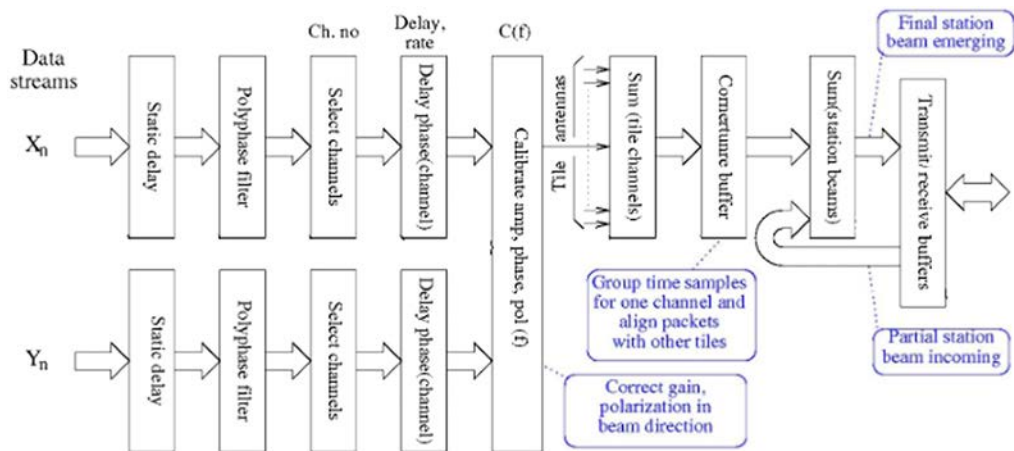 Data
streams
Xn
Yn
Ch. no
Delay,
rate
C(f)
Static delay
Polyphase filter
Select channels
Delay phase(channel)
Static delay
Polyphase filter
Select channels
Delay phase(channel)
Calibrate amp, phase, pol (f)
Tile
antennas
Sum (tile channels)
Cornerturne buffer
Sum(station beams)
Transmit/receive buffers
Final station
beam emerging
Group time samples
for one channel and
align packets
with other tiles
Partial station
beam incoming
Correct gain,
polarization in
beam direction